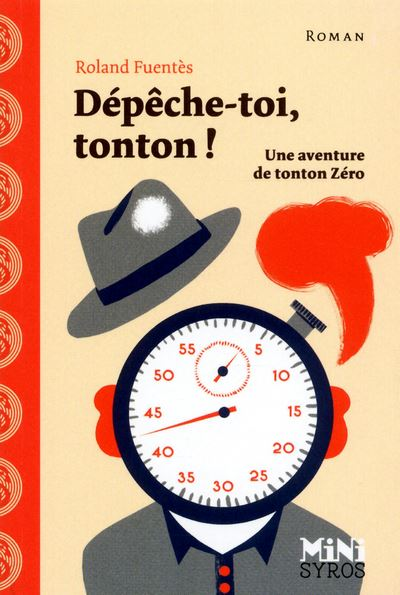 Roman
Roland Fuentès
Dépêche-toi,
tonton !
Une aventure
de tonton Zéro
55
5
50
10
45
15
40
20
35
30
25
MiNi
SYROS